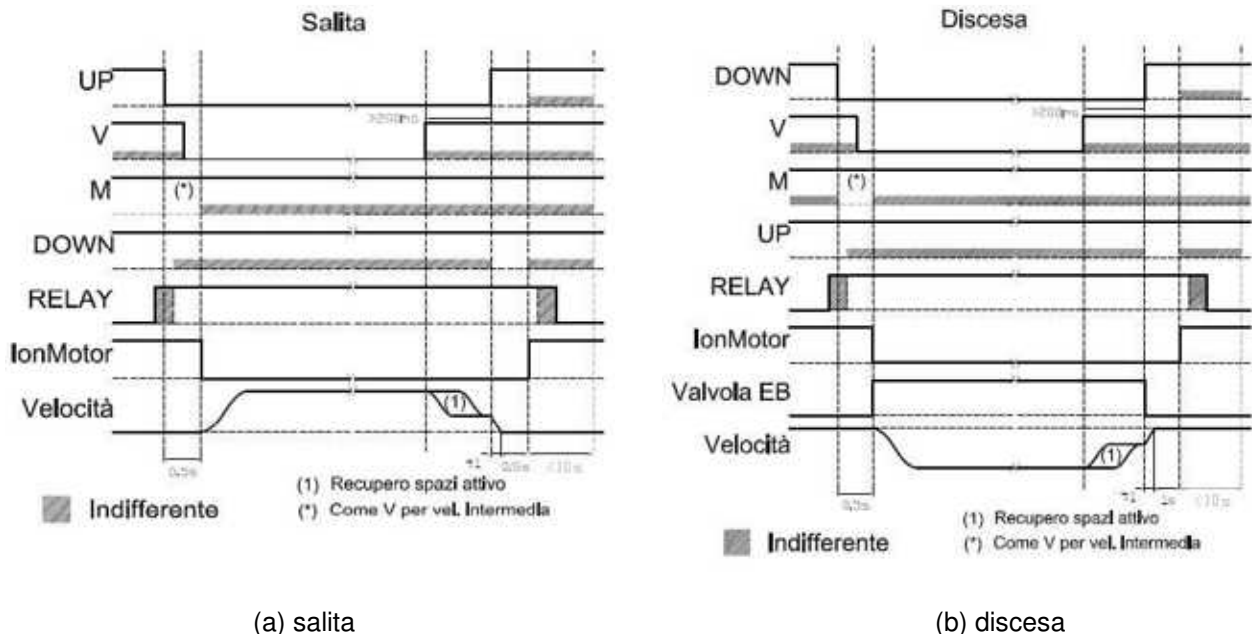 Salita
UP
>200ms
V
M
(*)
DOWN
RELAY
IonMotor
Velocità
(1)
0,5s
(1) Recupero spazi attivo
(*) Come V per vel. Intermedia
Indifferente
(a) salita
Discesa
DOWN
>200ms
V
M
(*)
UP
RELAY
IonMotor
Valvola EB
Velocità
(1)
1s
(1) Recupero spazi attivo
(*) Come V per vel. Intermedia
Indifferente
(b) discesa